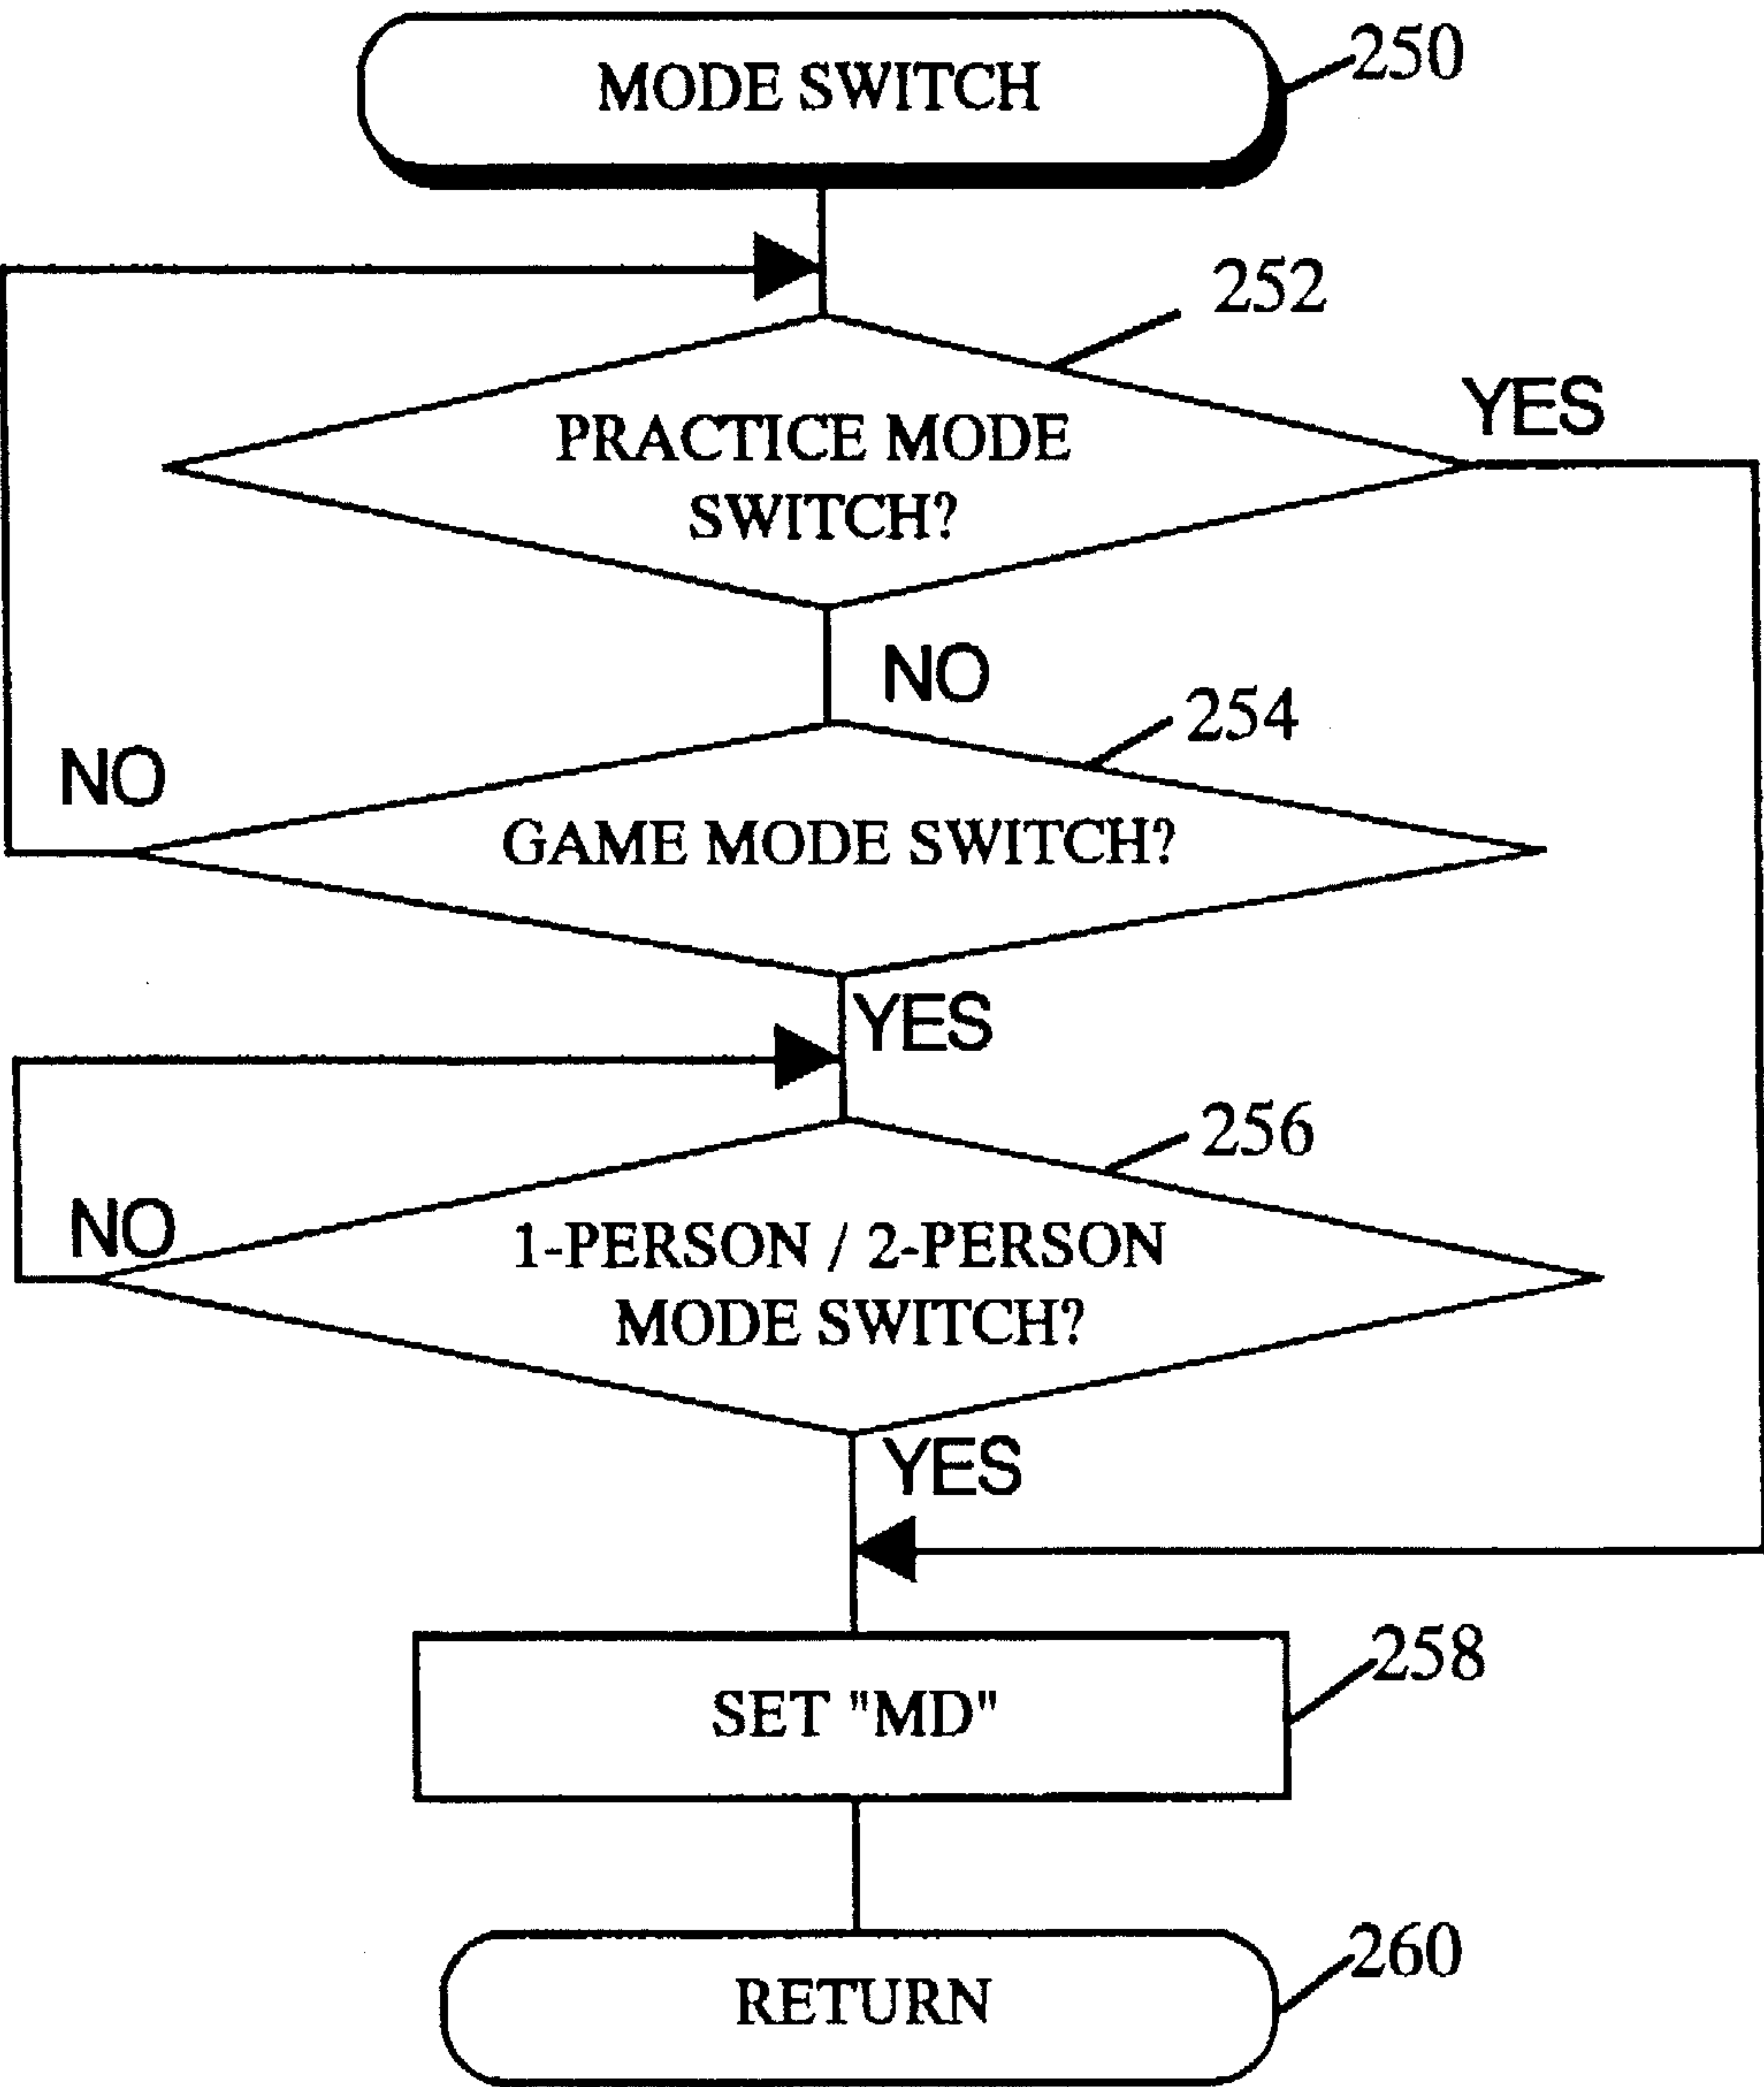 MODE SWITCH
250
252
PRACTICE MODE
SWITCH?
YES
NO
254
NO
GAME MODE SWITCH?
YES
256
NO
1-PERSON / 2-PERSON
MODE SWITCH?
YES
258
SET "MD"
260
RETURN